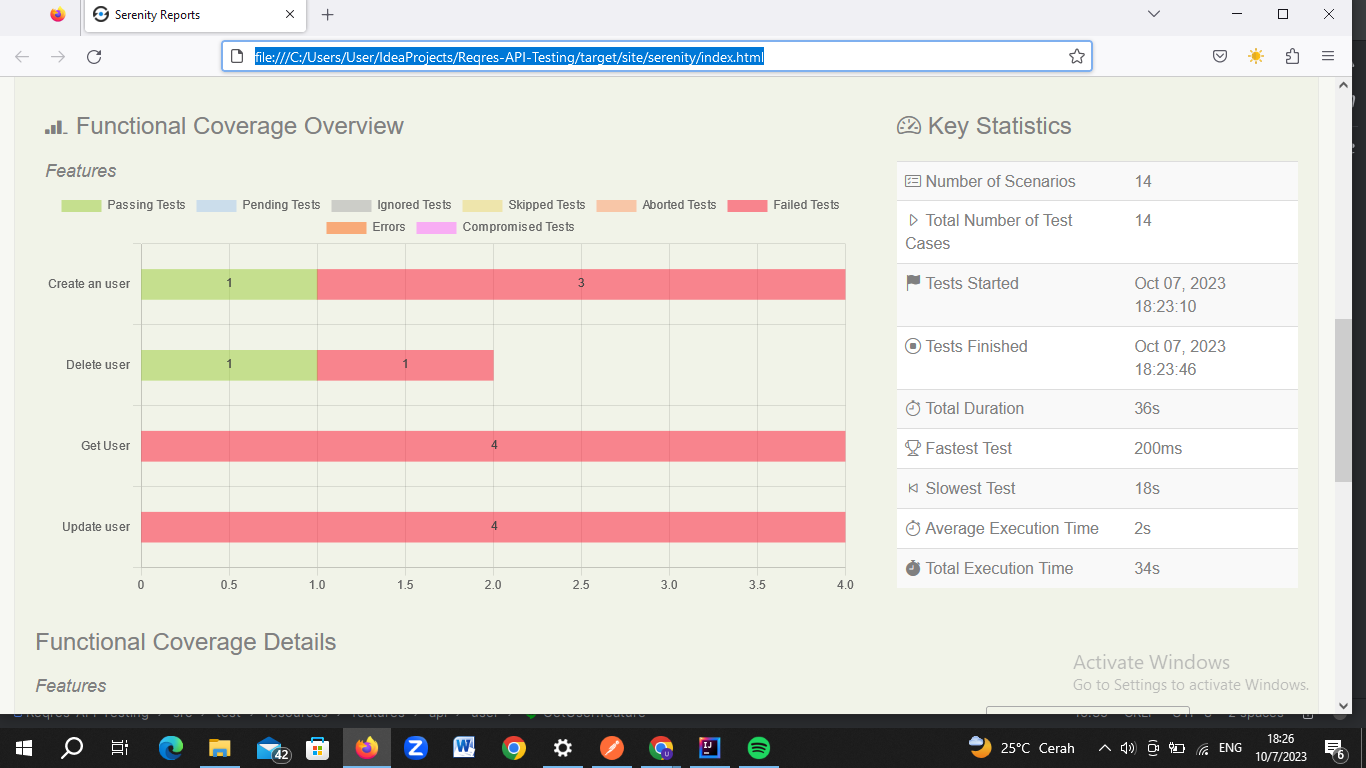 Serenity Reports
file:///C:/Users/User/IdeaProjects/Reqres-API-Testing/target/site/serenity/index.html
Functional Coverage Overview
Features
Passing Tests Pending Tests Ignored Tests Skipped Tests Aborted Tests Failed Tests
Errors Compromised Tests
Create an user 1 3
Delete user 1 1
Get User 4
Update user 4
0 0.5 1.0 1.5 2.0 2.5 3.0 3.5 4.0
Key Statistics
Number of Scenarios 14
Total Number of Test 14
Cases
Tests Started Oct 07, 2023
18:23:10
Tests Finished Oct 07, 2023
18:23:46
Total Duration 36s
Fastest Test 200ms
Slowest Test 18s
Average Execution Time 2s
Total Execution Time 34s
Functional Coverage Details
Features
Activate Windows
Go to Settings to activate Windows.
42
25°C Cerah
ENG
18:26
10/7/2023
6